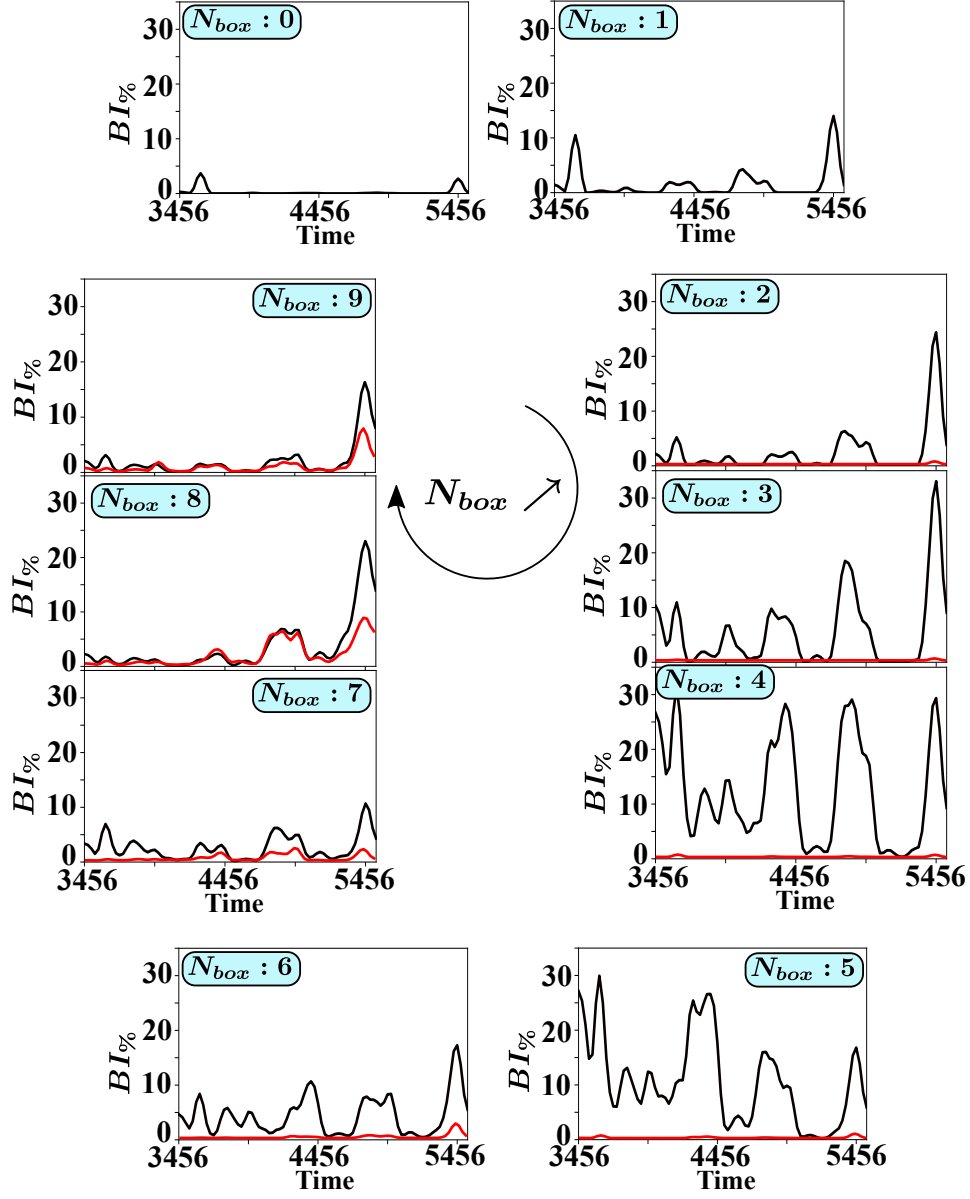 N_box : 0
30
20
10
0
BI%
3456 4456 5456
Time
N_box : 1
30
20
10
0
BI%
3456 4456 5456
Time
N_box : 9
30
20
10
0
BI%
N_box : 8
30
20
10
0
BI%
N_box : 7
30
20
10
0
BI%
3456 4456 5456
Time
N_box
N_box : 2
30
20
10
0
BI%
N_box : 3
30
20
10
0
BI%
N_box : 4
30
20
10
0
BI%
3456 4456 5456
Time
N_box : 6
30
20
10
0
BI%
3456 4456 5456
Time
N_box : 5
30
20
10
0
BI%
3456 4456 5456
Time